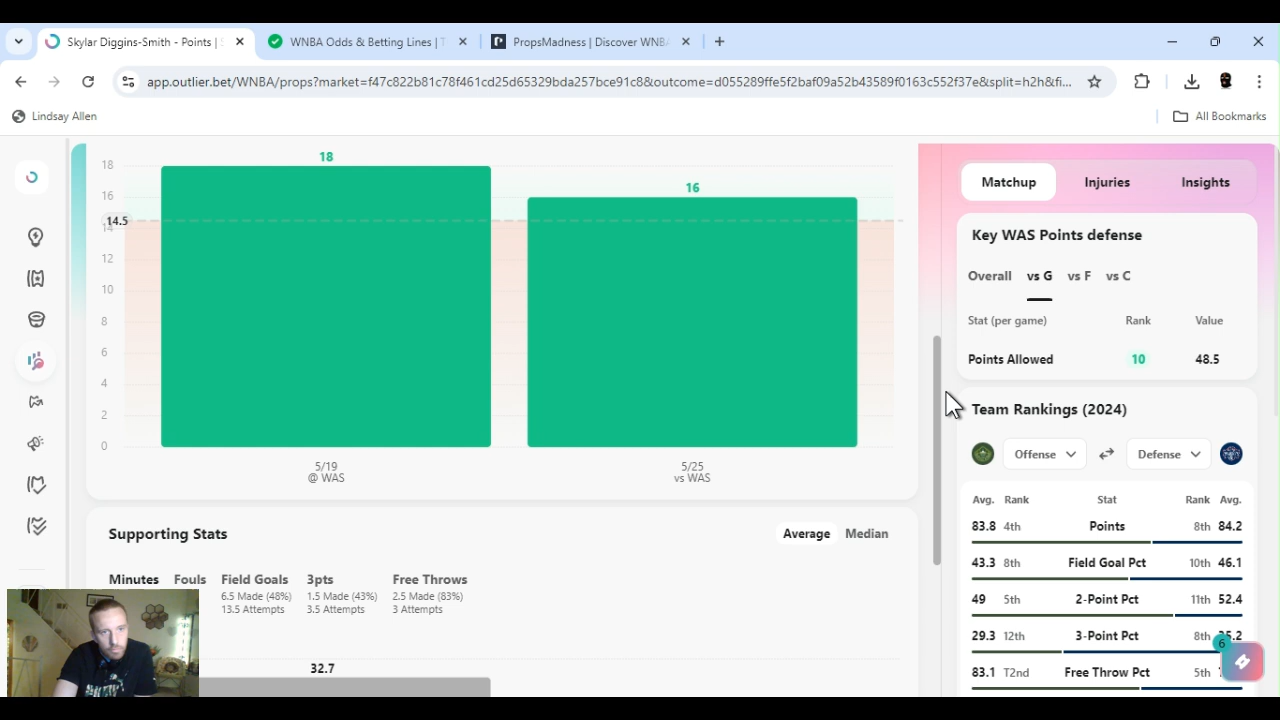 Skylar Diggins-Smith - Points |
WNBA Odds & Betting Lines |
PropsMadness | Discover WNB
app.outlier.bet/WNBA/props?market=f47c822b81c78f461cd25d65329bda257bce91c8&outcome=d055289ffe5f2baf09a52b43589f0163c552f37e&split=h2h&fi...
Lindsay Allen
All Bookmarks
18
16
14.5
14
12
10
8
6
4
2
0
18
16
5/19
@ WAS
5/25
vs WAS
Supporting Stats
Average Median
Minutes Fouls Field Goals 3pts Free Throws
6.5 Made (48%) 1.5 Made (43%) 2.5 Made (83%)
13.5 Attempts 3.5 Attempts 3 Attempts
32.7
Matchup Injuries Insights
Key WAS Points defense
Overall vs G vs F vs C
Stat (per game) Rank Value
Points Allowed 10 48.5
Team Rankings (2024)
Offense Defense
Avg. Rank Stat Rank Avg.
83.8 4th Points 8th 84.2
43.3 8th Field Goal Pct 10th 46.1
49 5th 2-Point Pct 11th 52.4
29.3 12th 3-Point Pct 8th
6
83.1 T2nd Free Throw Pct 5th